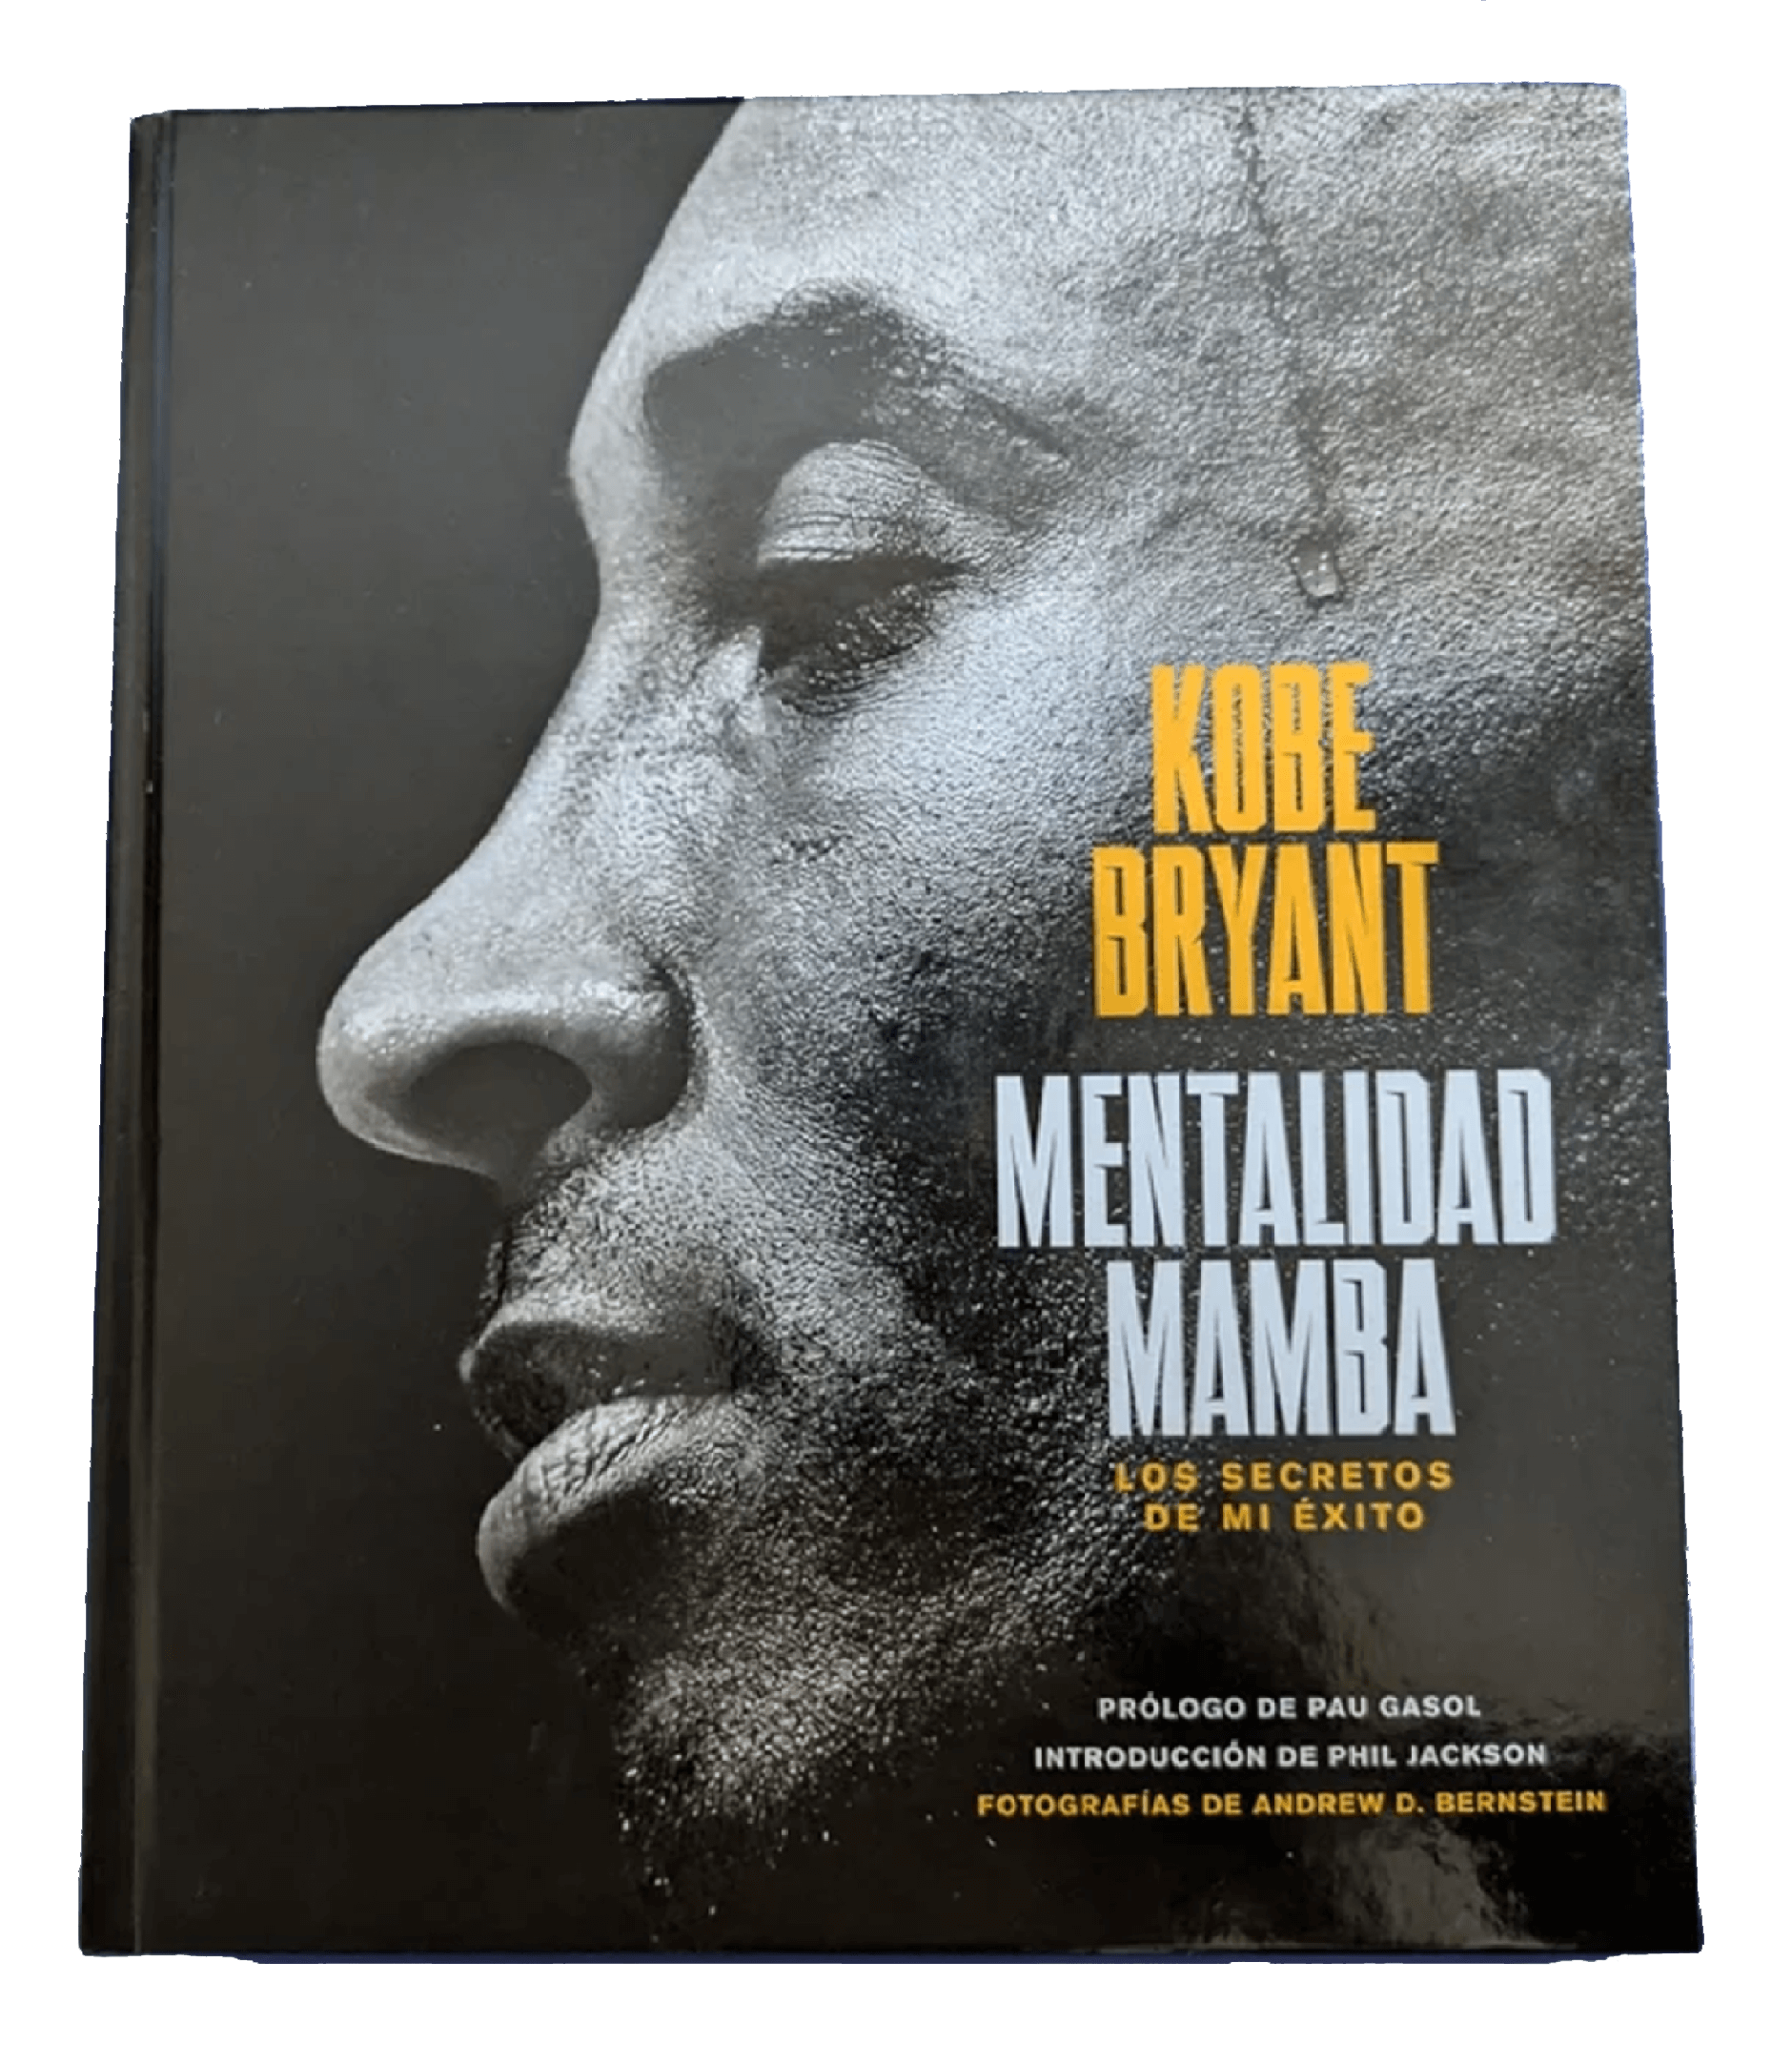 KOBE
BRYANT
MENTALIDAD
MAMBA
LOS SECRETOS
DE MI ÉXITO
PRÓLOGO DE PAU GASOL
INTRODUCCIÓN DE PHIL JACKSON
FOTOGRAFÍAS DE ANDREW D. BERNSTEIN